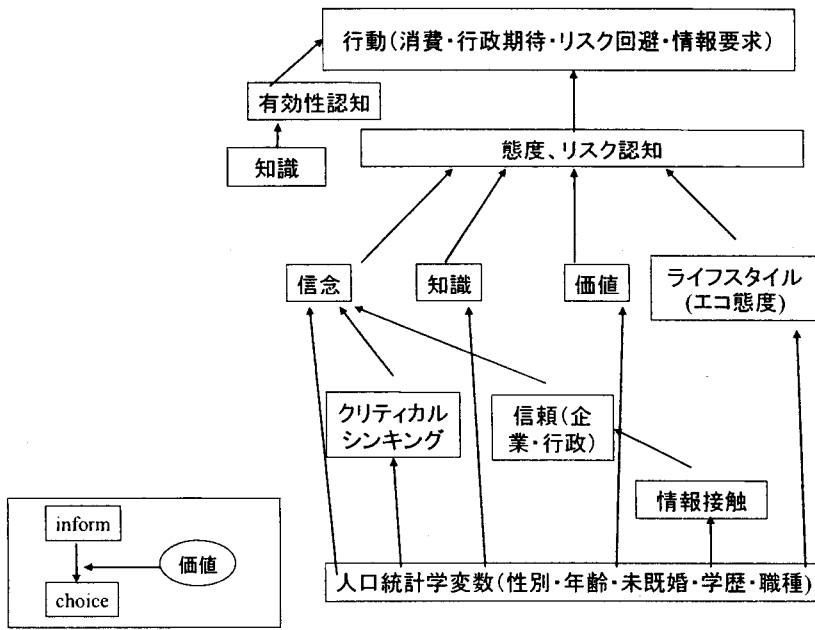 行動(消費・行政期待・リスク回避・情報要求)
有効性認知
知識
態度、リスク認知
信念
知識
価値
ライフスタイル
(エコ態度)
クリティカル
シンキング
信頼(企
業・行政)
情報接触
人口統計学変数(性別・年齢・未既婚・学歴・職種)
inform
価値
choice